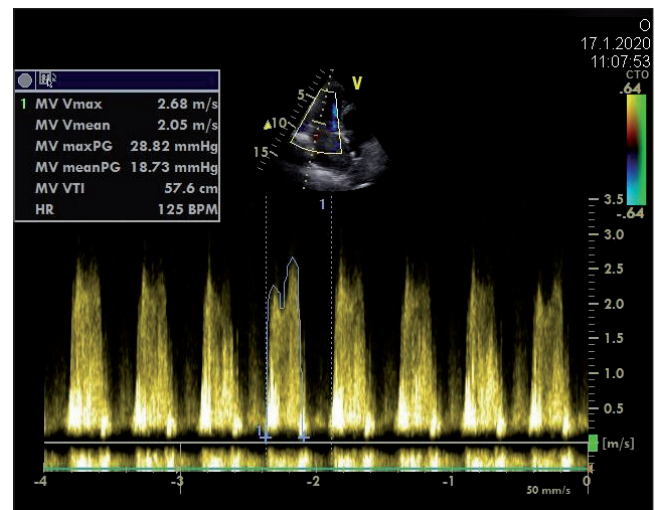 O
17.1.2020
11:07:53
CTO
.64
V
5
10
15
1 MV Vmax 2.68 m/s
MV Vmean 2.05 m/s
MV maxPG 28.82 mmHg
MV meanPG 18.73 mmHg
MV VTI 57.6 cm
HR 125 BPM
-.64
1
3.5
3.0
2.5
2.0
1.5
1.0
0.5
1
[m/s]
-4
-3
-2
-1
0
50 mm/s